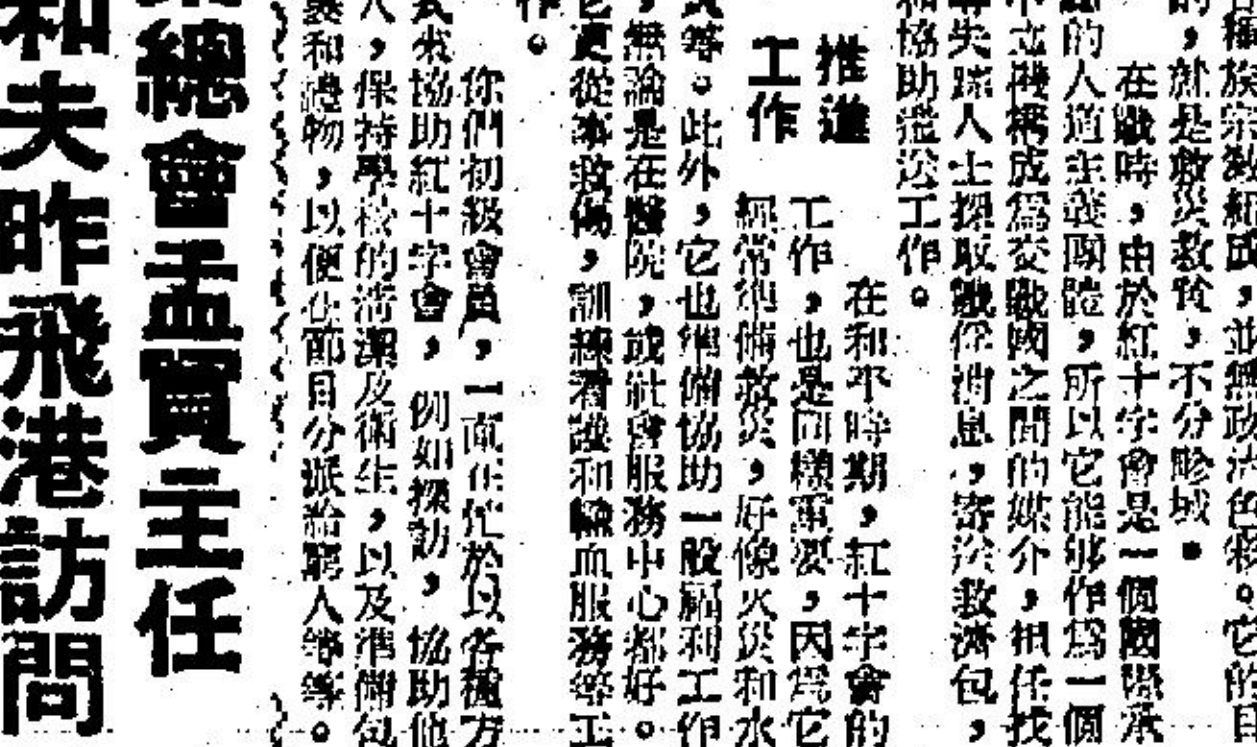 各種族宗教組成，並無政治色彩。它的目
的，就是救災救貧，不分畛域。
在戰時，由於紅十字會是一個國際承
的人道主義團體，所以它能够作爲一個
中立機構成爲交戰國之間的媒介，担任找
尋失踪人士探取戰俘消息，寄送救濟包，
和協助遣送工作。
推進
工作
在和平時期，紅十字會的
工作，也是同樣重要，因爲它
經常準備救災，好像火災和水
災等。此外，它也準備協助一般福利工作
，無論是在醫院，或社會服務中心都好。
它更從事救傷，訓練看護和驗血服務等工
作。
你們初級會員，一面在忙於以各種方
式來協助紅十字會，例如探訪，協助他
人，保持學校的清潔及衛生，以及準備包
裹和禮物，以便在節目分派給窮人等等。
總會孟買主任
和夫昨飛港訪問